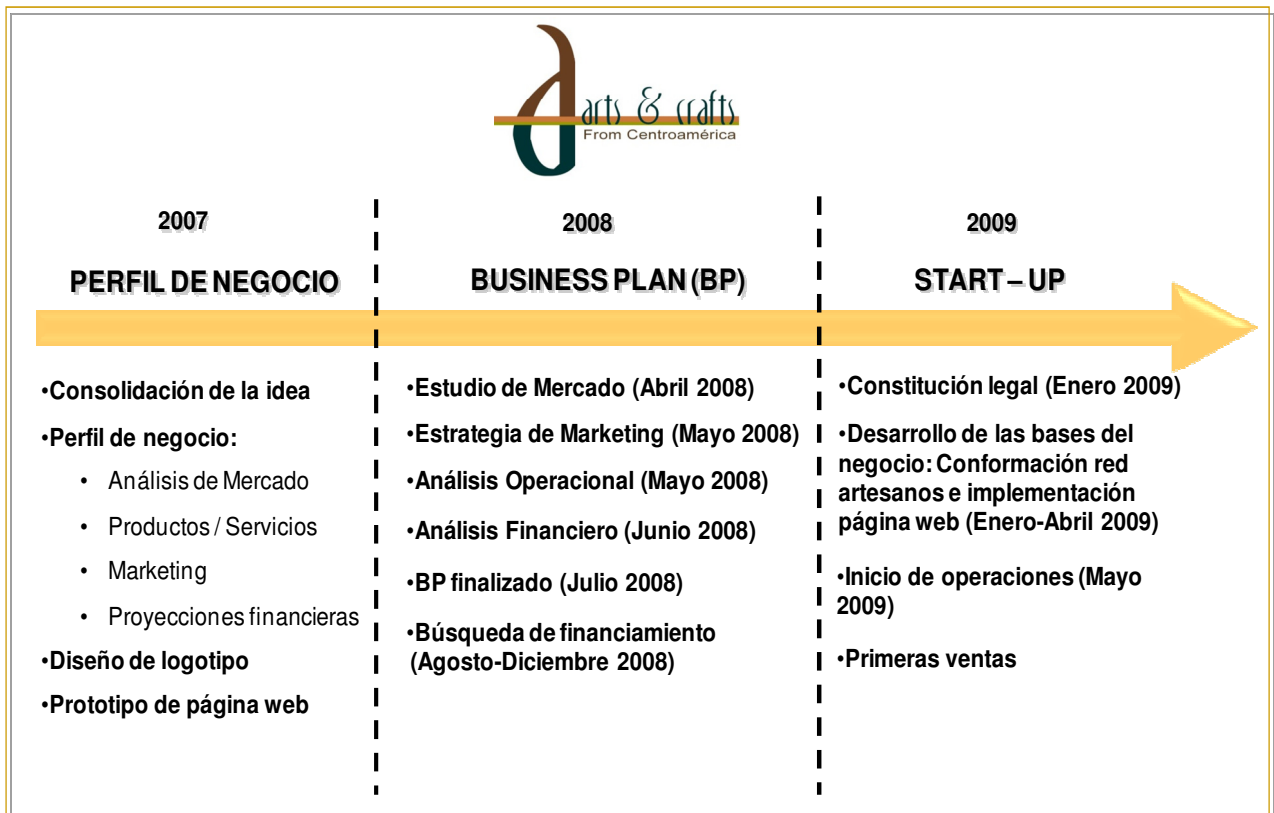 arts & crafts
From Centroamérica
2007
PERFIL DE NEGOCIO
•Consolidación de la idea
•Perfil de negocio:
• Análisis de Mercado
• Productos / Servicios
• Marketing
• Proyecciones financieras
•Diseño de logotipo
•Prototipo de página web
2008
BUSINESS PLAN (BP)
•Estudio de Mercado (Abril 2008)
•Estrategia de Marketing (Mayo 2008)
•Análisis Operacional (Mayo 2008)
•Análisis Financiero (Junio 2008)
•BP finalizado (Julio 2008)
•Búsqueda de financiamiento
(Agosto-Diciembre 2008)
2009
START – UP
•Constitución legal (Enero 2009)
•Desarrollo de las bases del
negocio: Conformación red
artesanos e implementación
página web (Enero-Abril 2009)
•Inicio de operaciones (Mayo
2009)
•Primeras ventas